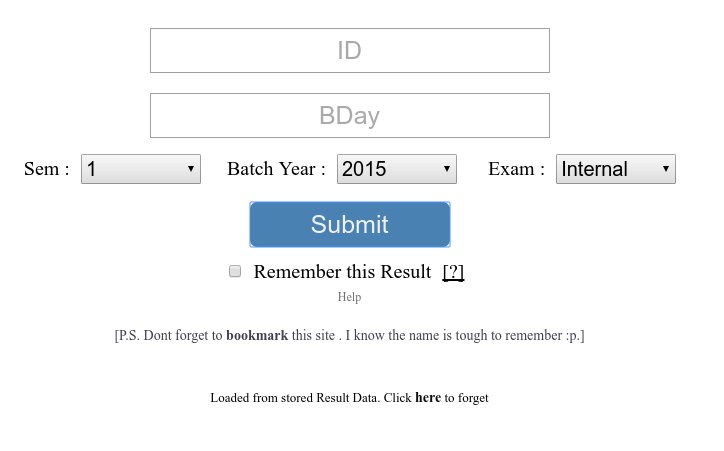 ID
BDay
Sem : 1 Batch Year : 2015 Exam : Internal
Submit
Remember this Result [?]
Help
[P.S. Dont forget to bookmark this site . I know the name is tough to remember :p.]
Loaded from stored Result Data. Click here to forget